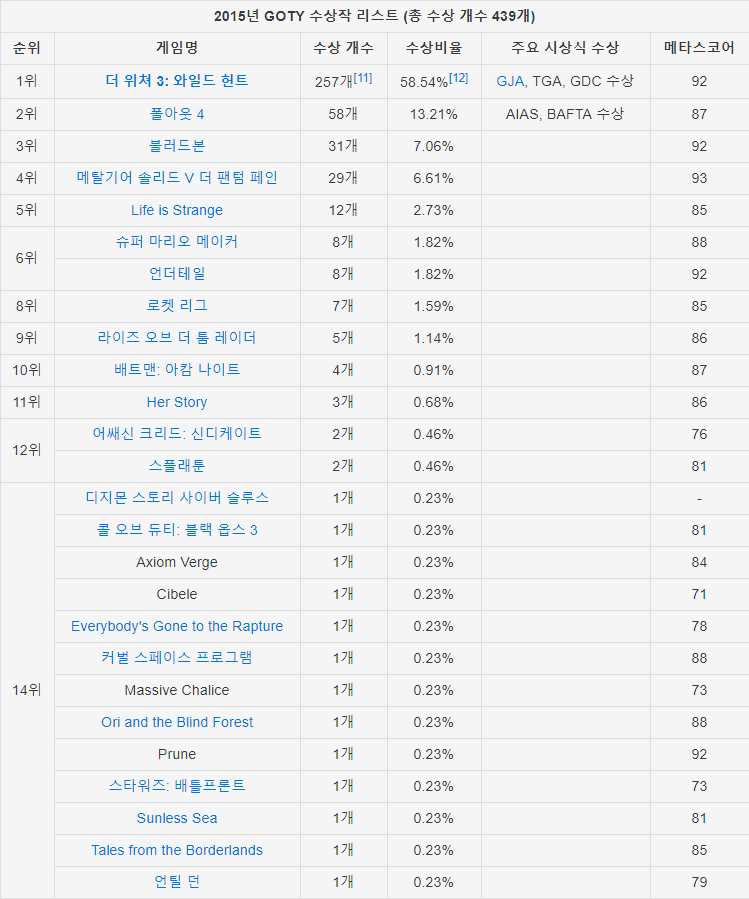 2015년 GOTY 수상작 리스트 (총 수상 개수 439개)
순위 게임명 수상 개수 수상비율 주요 시상식 수상 메타스코어
1위 더 위쳐 3: 와일드 헌트 257개[11] 58.54%[12] GJA, TGA, GDC 수상 92
2위 폴아웃 4 58개 13.21% AIAS, BAFTA 수상 87
3위 블러드본 31개 7.06% 92
4위 메탈기어 솔리드 V 더 팬텀 페인 29개 6.61% 93
5위 Life is Strange 12개 2.73% 85
6위 슈퍼 마리오 메이커 8개 1.82% 88
언더테일 8개 1.82% 92
8위 로켓 리그 7개 1.59% 85
9위 라이즈 오브 더 툼 레이더 5개 1.14% 86
10위 배트맨: 아캄 나이트 4개 0.91% 87
11위 Her Story 3개 0.68% 86
12위 어쌔신 크리드: 신디케이트 2개 0.46% 76
스플래툰 2개 0.46% 81
14위 디지몬 스토리 사이버 슬루스 1개 0.23% -
콜 오브 듀티: 블랙 옵스 3 1개 0.23% 81
Axiom Verge 1개 0.23% 84
Cibele 1개 0.23% 71
Everybody's Gone to the Rapture 1개 0.23% 78
커벌 스페이스 프로그램 1개 0.23% 88
Massive Chalice 1개 0.23% 73
Ori and the Blind Forest 1개 0.23% 88
Prune 1개 0.23% 92
스타워즈: 배틀프론트 1개 0.23% 73
Sunless Sea 1개 0.23% 81
Tales from the Borderlands 1개 0.23% 85
언틸 던 1개 0.23% 79